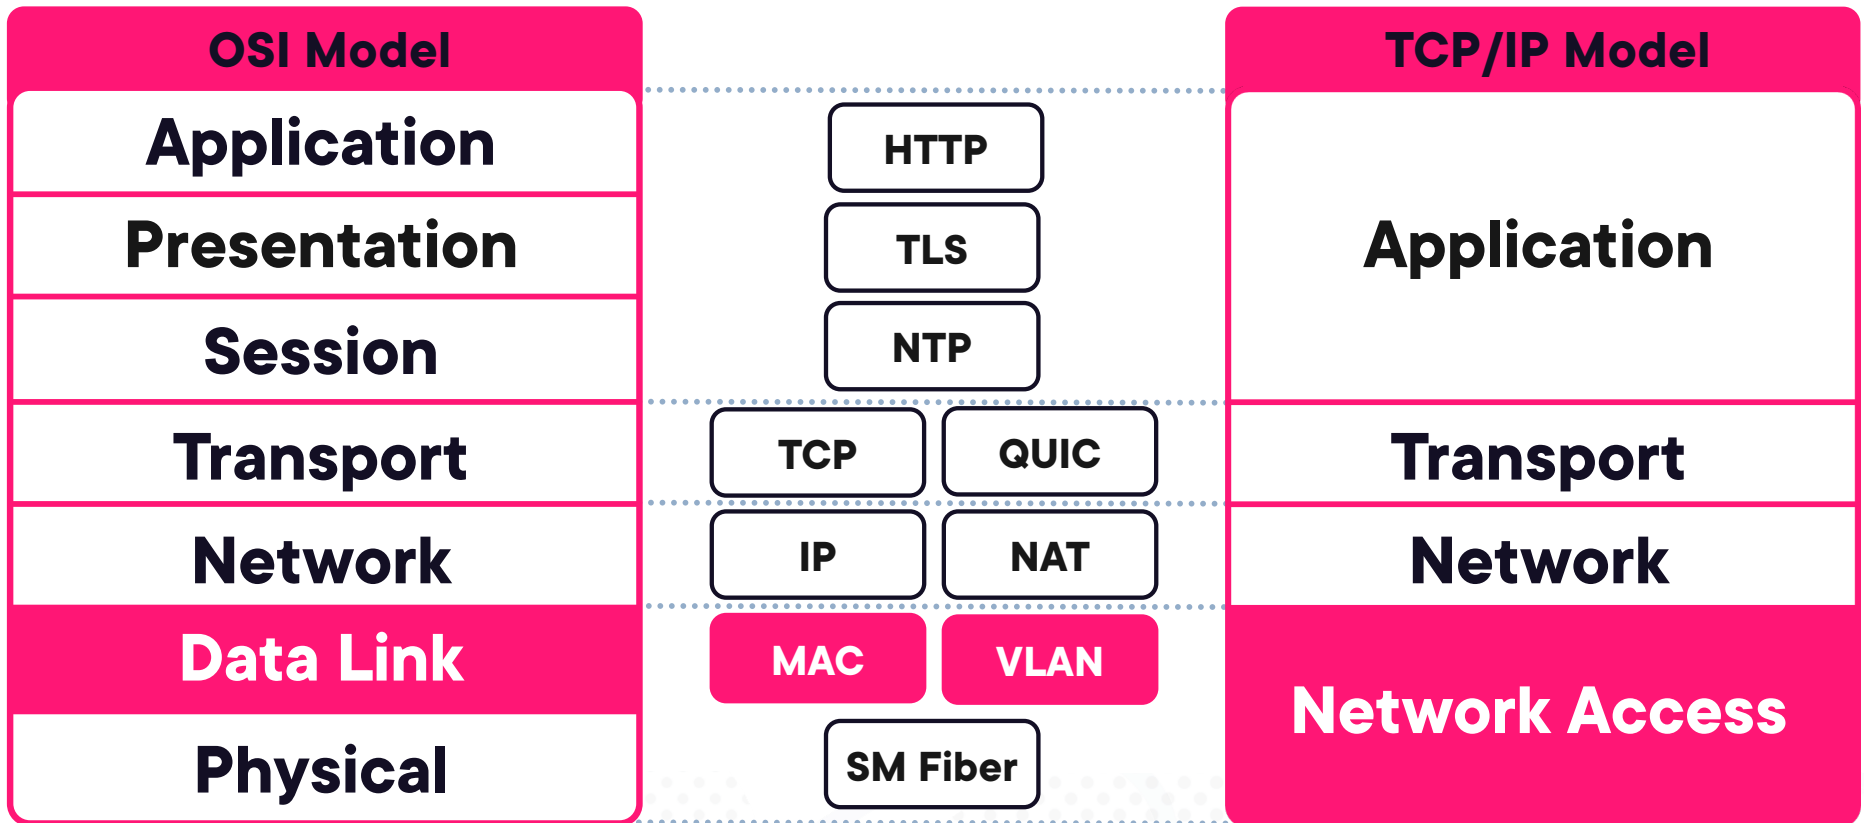 OSI Model
TCP/IP Model
Application
HTTP
Presentation
TLS
Application
Session
NTP
Transport
TCP
QUIC
Transport
Network
IP
NAT
Network
Data Link
MAC
VLAN
Network Access
Physical
SM Fiber